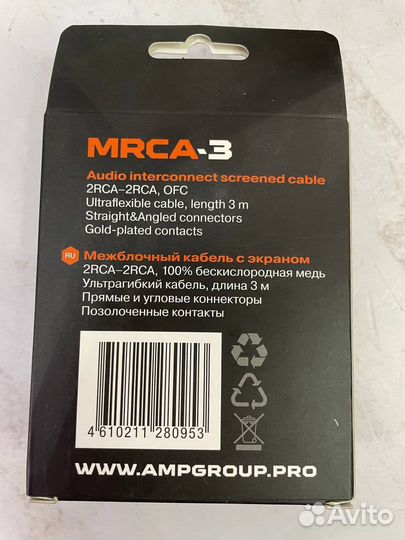 MRCA-3
Audio interconnect screened cable
2RCA–2RCA, OFC
Ultraflexible cable, length 3 m
Straight&Angled connectors
Gold-plated contacts
RU Межблочный кабель с экраном
2RCA–2RCA, 100% бескислородная медь
Ультрагибкий кабель, длина 3 м
Прямые и угловые коннекторы
Позолоченные контакты
4 610211 280953
WWW.AMPGROUP.PRO
Avito